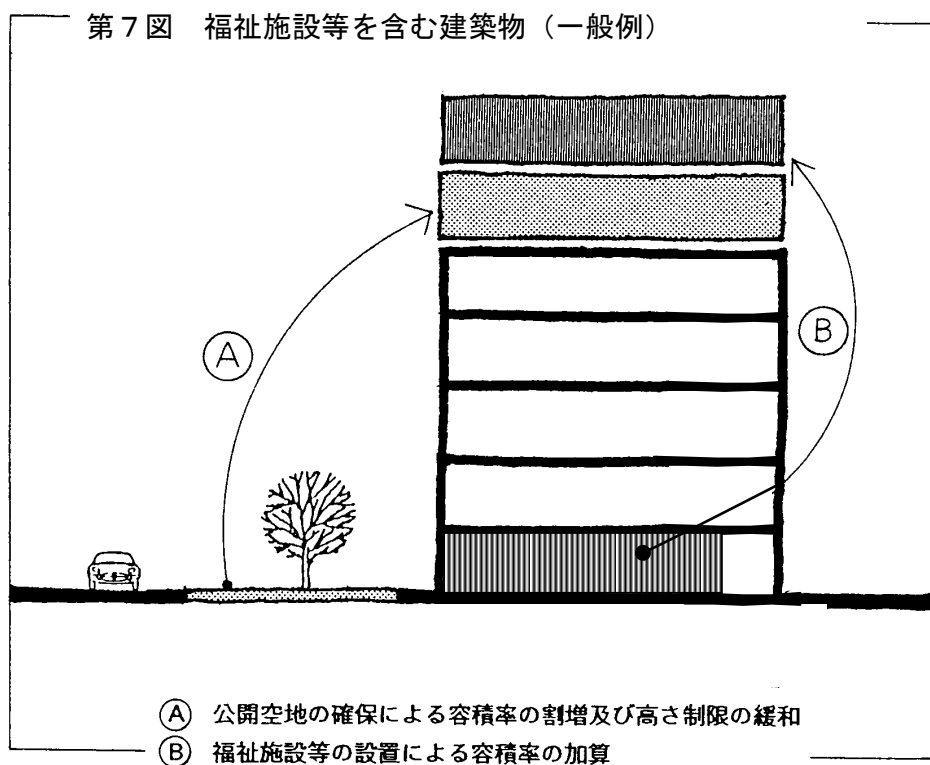 第7図 福祉施設等を含む建築物(一般例)
A
B
A 公開空地の確保による容積率の割増及び高さ制限の緩和
B 福祉施設等の設置による容積率の加算